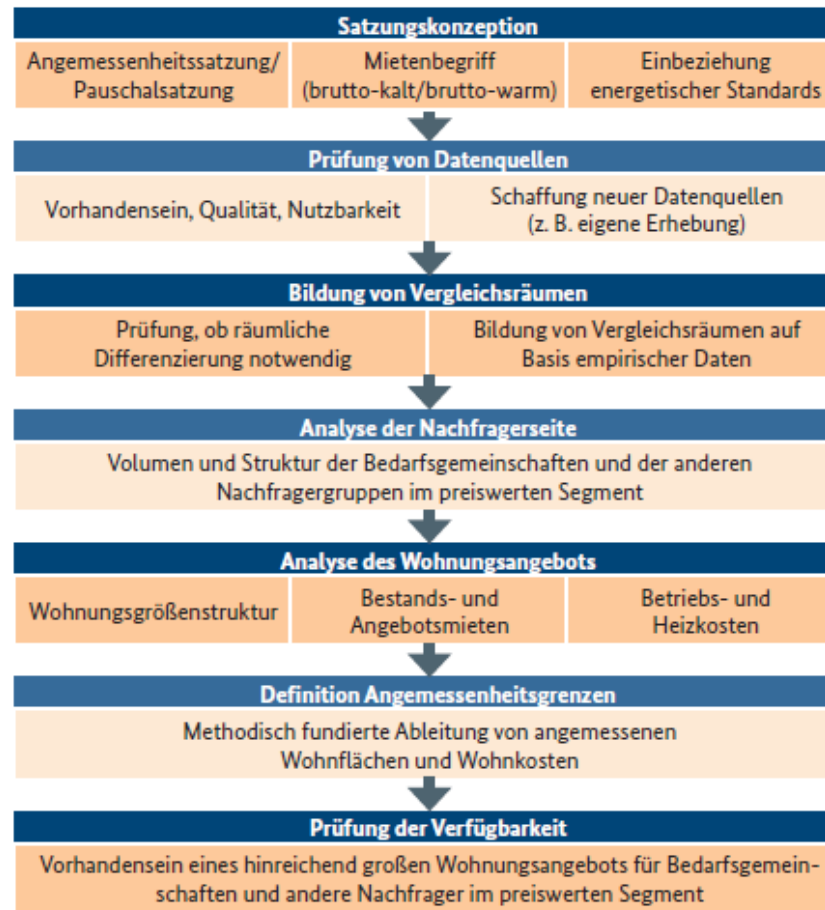 Satzungskonzeption
Angemessenheitssatzung/
Pauschalsatzung
Mietenbegriff
(brutto-kalt/brutto-warm)
Einbeziehung
energetischer Standards
Prüfung von Datenquellen
Vorhandensein, Qualität, Nutzbarkeit
Schaffung neuer Datenquellen
(z. B. eigene Erhebung)
Bildung von Vergleichsräumen
Prüfung, ob räumliche
Differenzierung notwendig
Bildung von Vergleichsräumen auf
Basis empirischer Daten
Analyse der Nachfragerseite
Volumen und Struktur der Bedarfsgemeinschaften und der anderen
Nachfragergruppen im preiswerten Segment
Analyse des Wohnungsangebots
Wohnungsgrößenstruktur
Bestands- und
Angebotsmieten
Betriebs- und
Heizkosten
Definition Angemessenheitsgrenzen
Methodisch fundierte Ableitung von angemessenen
Wohnflächen und Wohnkosten
Prüfung der Verfügbarkeit
Vorhandensein eines hinreichend großen Wohnungsangebots für Bedarfsgemein-
schaften und andere Nachfrager im preiswerten Segment